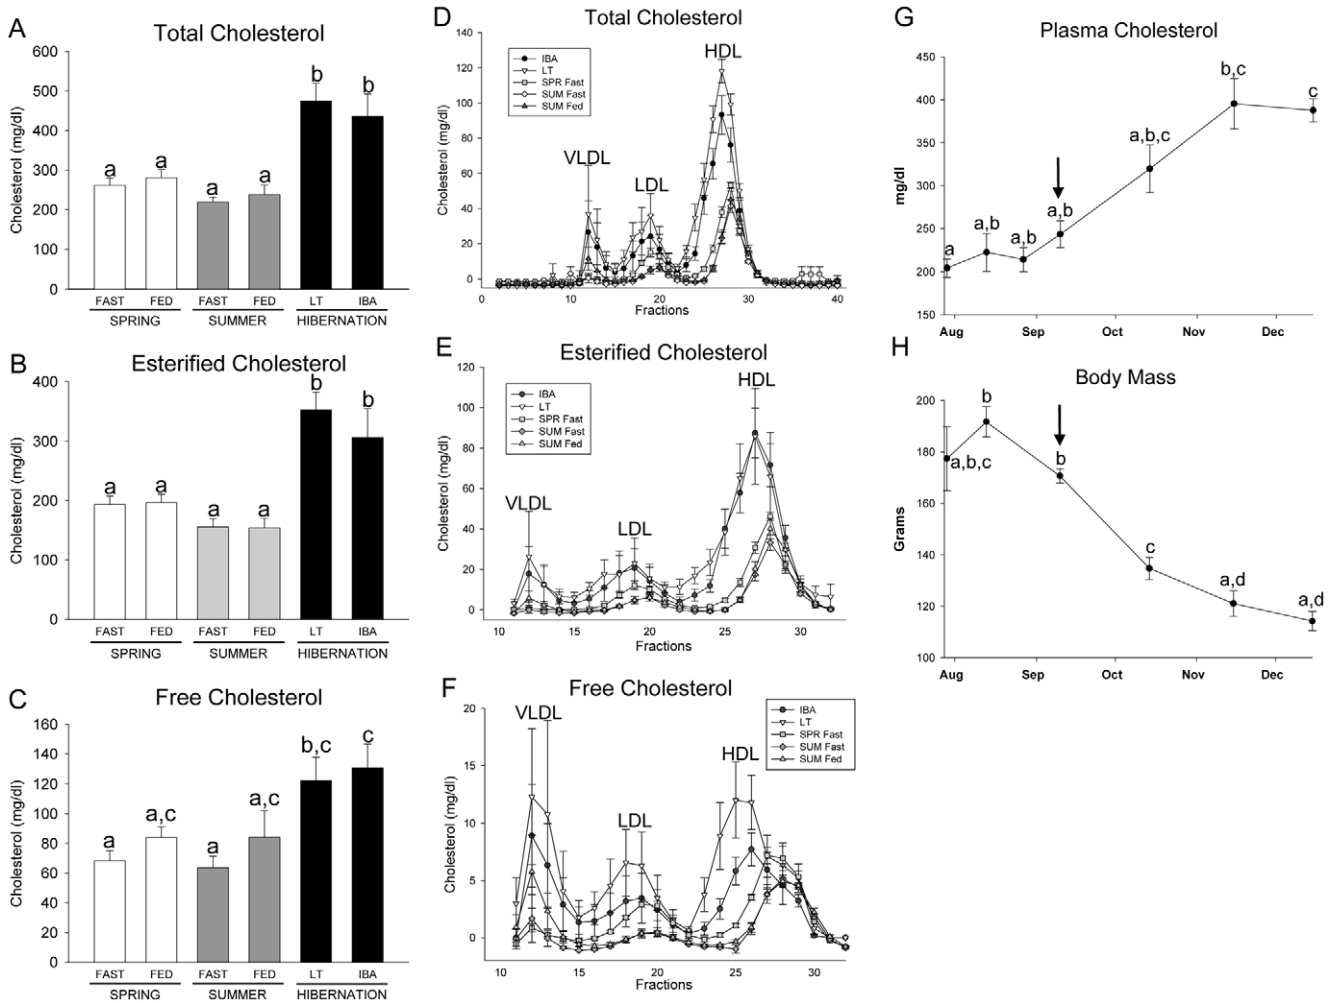 A
Total Cholesterol
Cholesterol (mg/dl)
600
500
400
300
200
100
0
a
a
a
a
b
b
FAST FED FAST FED LT IBA
SPRING SUMMER HIBERNATION
B
Esterified Cholesterol
Cholesterol (mg/dl)
400
300
200
100
0
a
a
a
a
b
b
FAST FED FAST FED LT IBA
SPRING SUMMER HIBERNATION
C
Free Cholesterol
Cholesterol (mg/dl)
160
140
120
100
80
60
40
20
0
a
a,c
a
a,c
b,c
c
FAST FED FAST FED LT IBA
SPRING SUMMER HIBERNATION
D
Total Cholesterol
Cholesterol (mg/dl)
140
120
100
80
60
40
20
0
IBA
LT
SPR Fast
SUM Fast
SUM Fed
VLDL
LDL
HDL
0 10 20 30 40
Fractions
E
Esterified Cholesterol
Cholesterol (mg/dl)
120
100
80
60
40
20
0
IBA
LT
SPR Fast
SUM Fast
SUM Fed
VLDL
LDL
HDL
10 15 20 25 30
Fractions
F
Free Cholesterol
Cholesterol (mg/dl)
20
15
10
5
0
IBA
LT
SPR Fast
SUM Fast
SUM Fed
VLDL
LDL
HDL
10 15 20 25 30
Fractions
G
Plasma Cholesterol
mg/dl
450
400
350
300
250
200
150
a
a,b
a,b
a,b
a,b,c
b,c
c
Aug Sep Oct Nov Dec
H
Body Mass
Grams
200
180
160
140
120
100
a,b,c
b
b
c
a,d
a,d
Aug Sep Oct Nov Dec